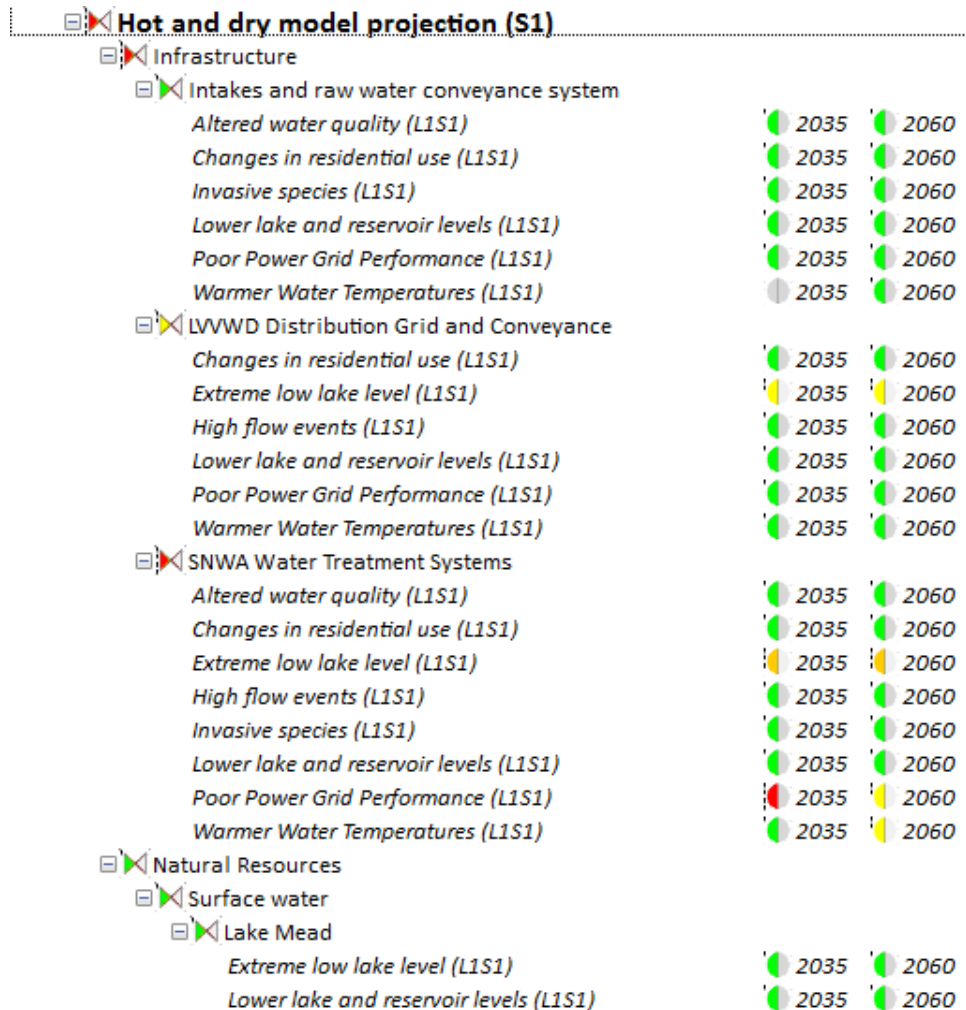 Hot and dry model projection (S1)
Infrastructure
Intakes and raw water conveyance system
Altered water quality (L1S1) 2035 2060
Changes in residential use (L1S1) 2035 2060
Invasive species (L1S1) 2035 2060
Lower lake and reservoir levels (L1S1) 2035 2060
Poor Power Grid Performance (L1S1) 2035 2060
Warmer Water Temperatures (L1S1) 2035 2060
LVVWD Distribution Grid and Conveyance
Changes in residential use (L1S1) 2035 2060
Extreme low lake level (L1S1) 2035 2060
High flow events (L1S1) 2035 2060
Lower lake and reservoir levels (L1S1) 2035 2060
Poor Power Grid Performance (L1S1) 2035 2060
Warmer Water Temperatures (L1S1) 2035 2060
SNWA Water Treatment Systems
Altered water quality (L1S1) 2035 2060
Changes in residential use (L1S1) 2035 2060
Extreme low lake level (L1S1) 2035 2060
High flow events (L1S1) 2035 2060
Invasive species (L1S1) 2035 2060
Lower lake and reservoir levels (L1S1) 2035 2060
Poor Power Grid Performance (L1S1) 2035 2060
Warmer Water Temperatures (L1S1) 2035 2060
Natural Resources
Surface water
Lake Mead
Extreme low lake level (L1S1) 2035 2060
Lower lake and reservoir levels (L1S1) 2035 2060